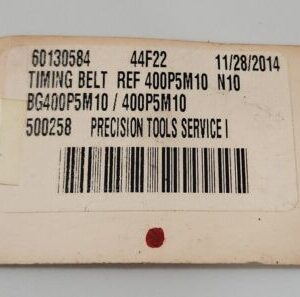 60130584 44F22 11/28/2014
TIMING BELT REF 400P5M10 N10
BG400P5M10 / 400P5M10
500258 PRECISION TOOLS SERVICE I